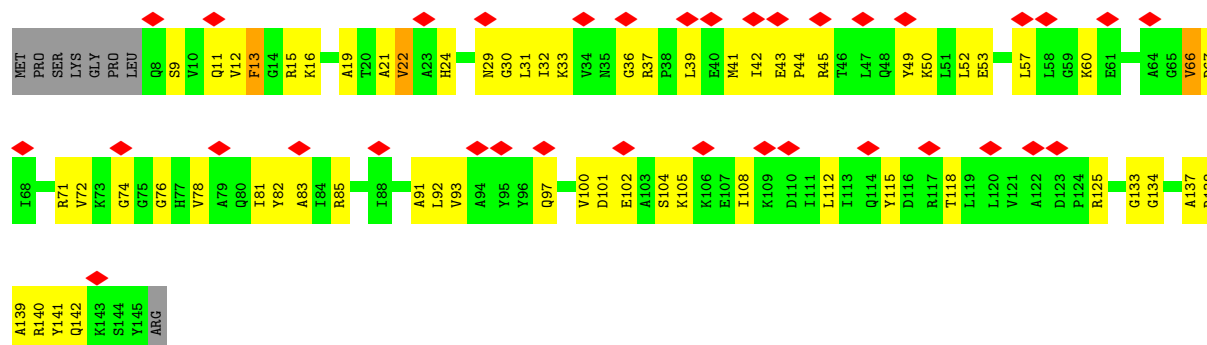 MET PRO SER LYS GLY PRO LEU Q8 S9 V10 Q11 V12 F13 G14 R15 K16 A19 T20 A21 V22 A23 H24 N29 G30 L31 I32 K33 V34 N35 G36 R37 P38 L39 E40 M41 I42 E43 P44 R45 T46 L47 Q48 Y49 K50 L51 L52 E53 L57 L58 G59 K60 E61 A64 G65 V66
I68 R71 V72 K73 G74 G75 G76 H77 V78 A79 Q80 I81 Y82 A83 I84 R85 I88 A91 L92 V93 A94 Y95 Y96 Q97 V100 D101 E102 A103 S104 K105 K106 E107 I108 K109 D110 I111 L112 I113 Q114 Y115 D116 R117 T118 L119 L120 V121 A122 D123 P124 R125 G133 G134 A137
A139 R140 Y141 Q142 K143 S144 Y145 ARG